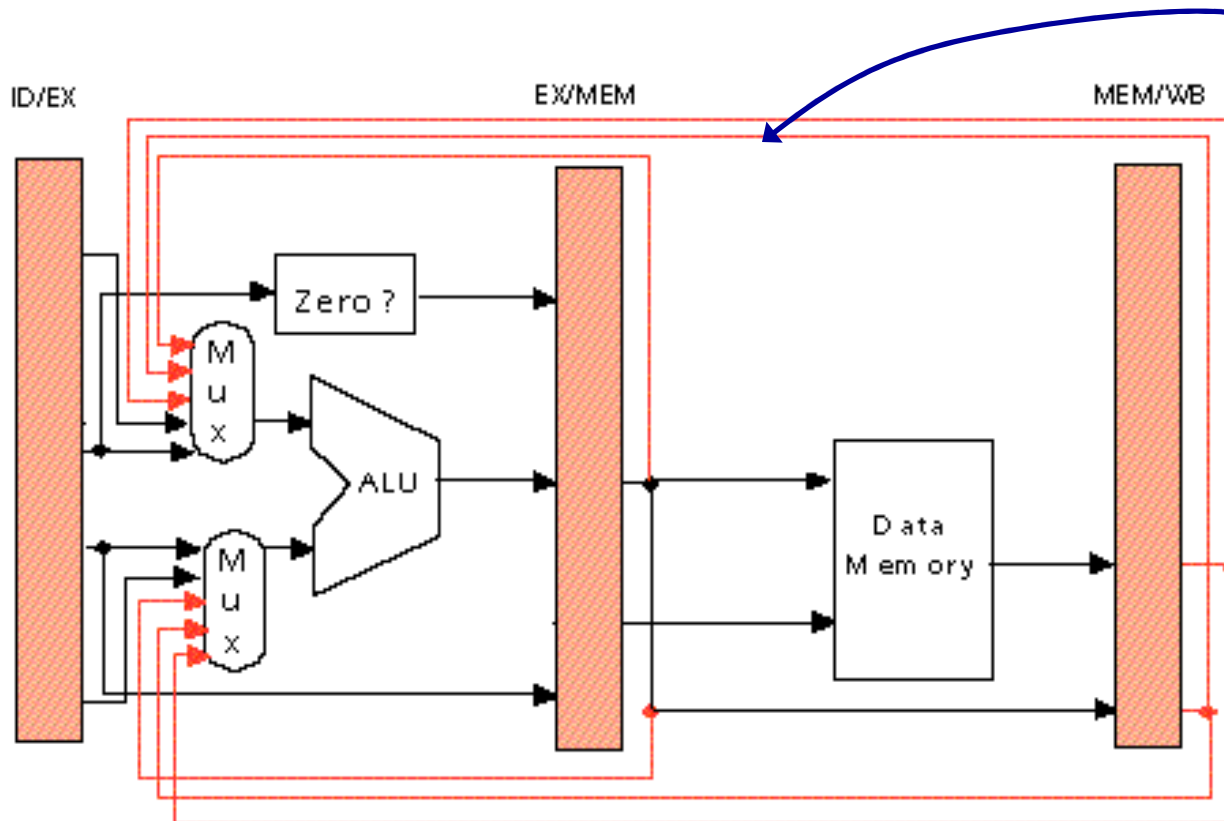 ID/EX
EX/MEM
MEM/WB
Zero ?
M
u
x
ALU
Data
Memory
M
u
x